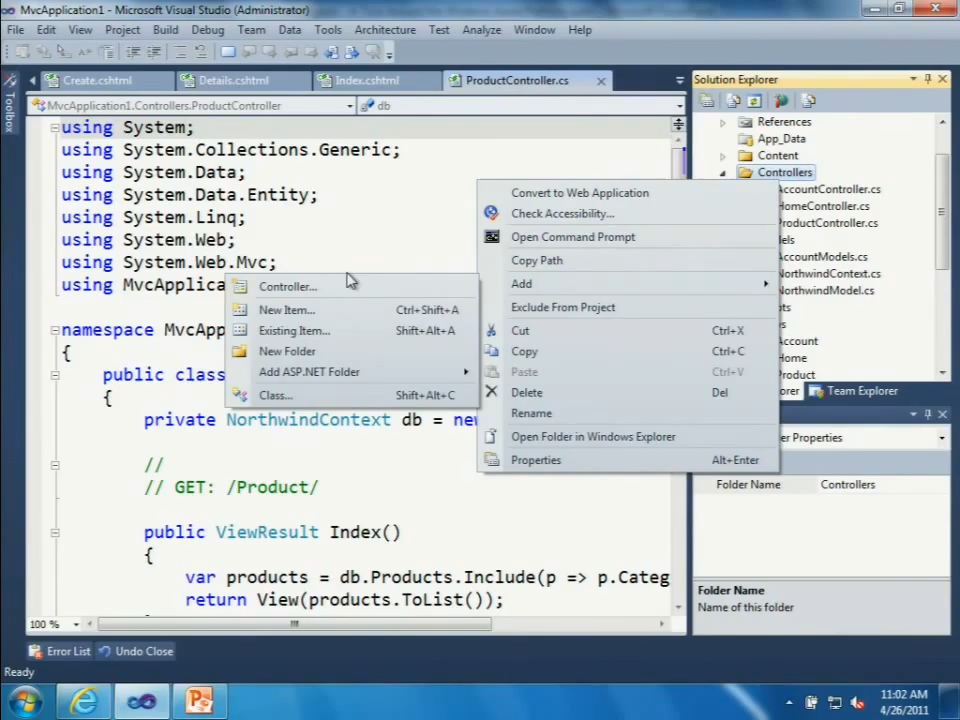 MvcApplication1 - Microsoft Visual Studio (Administrator)
File Edit View Project Build Debug Team Data Tools Architecture Test Analyze Window Help
Toolbox
Create.cshtml Details.cshtml Index.cshtml ProductController.cs
MvcApplication1.Controllers.ProductController db
using System;
using System.Collections.Generic;
using System.Data;
using System.Data.Entity;
using System.Linq;
using System.Web;
using System.Web.Mvc;
using MvcApplica
namespace MvcApp
{
public class
{
private NorthwindContext db = new
//
// GET: /Product/
public ViewResult Index()
{
var products = db.Products.Include(p => p.Categ
return View(products.ToList());
100 %
Controller...
New Item... Ctrl+Shift+A
Existing Item... Shift+Alt+A
New Folder
Add ASP.NET Folder
Class... Shift+Alt+C
Convert to Web Application
Check Accessibility...
Open Command Prompt
Copy Path
Add
Exclude From Project
Cut Ctrl+X
Copy Ctrl+C
Paste Ctrl+V
Delete Del
Rename
Open Folder in Windows Explorer
Properties Alt+Enter
Solution Explorer
References
App_Data
Content
Controllers
AccountController.cs
HomeController.cs
ProductController.cs
dels
AccountModels.cs
NorthwindContext.cs
NorthwindModel.cs
pts
s
Account
Home
Product
orer Team Explorer
er Properties
Folder Name Controllers
Folder Name
Name of this folder
Error List Undo Close
Ready
11:02 AM
4/26/2011